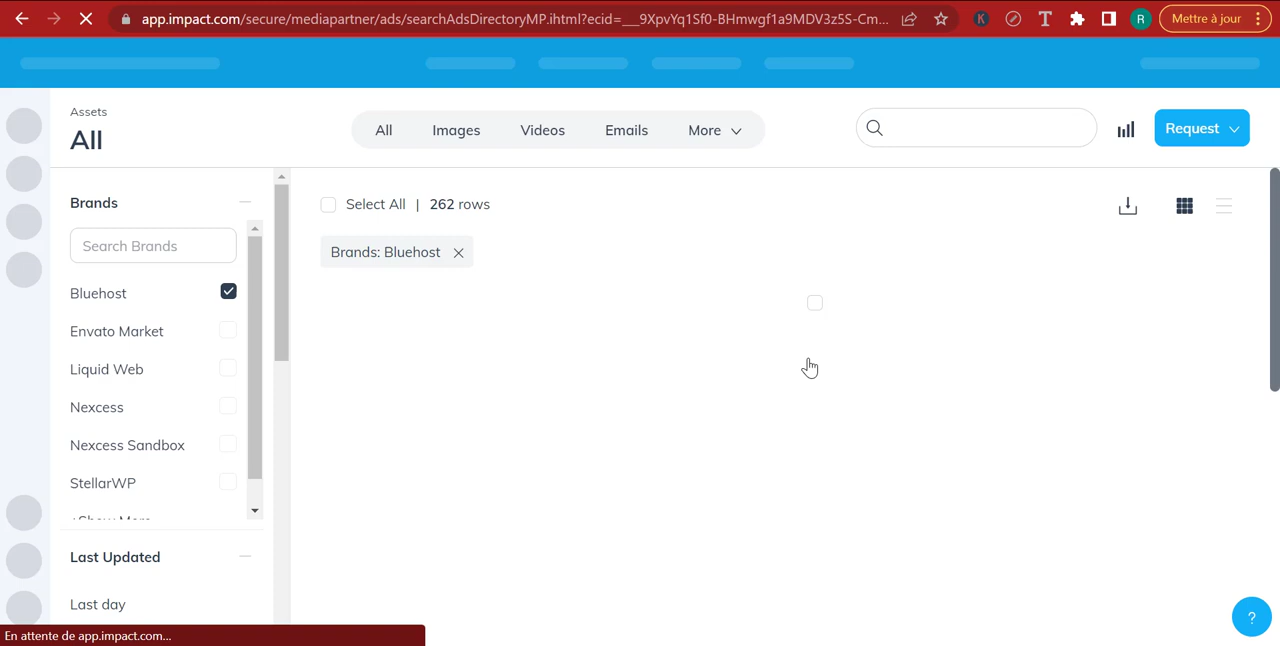 app.impact.com/secure/mediapartner/ads/searchAdsDirectoryMP.ihtml?ecid=___9XpvYq1Sf0-BHmwgf1a9MDV3z5S-Cm...
K
T
R
Mettre à jour
Assets
All
All
Images
Videos
Emails
More
Request
Brands
Select All | 262 rows
Search Brands
Brands: Bluehost
Bluehost
Envato Market
Liquid Web
Nexcess
Nexcess Sandbox
StellarWP
+Show More
Last Updated
Last day
?
En attente de app.impact.com...